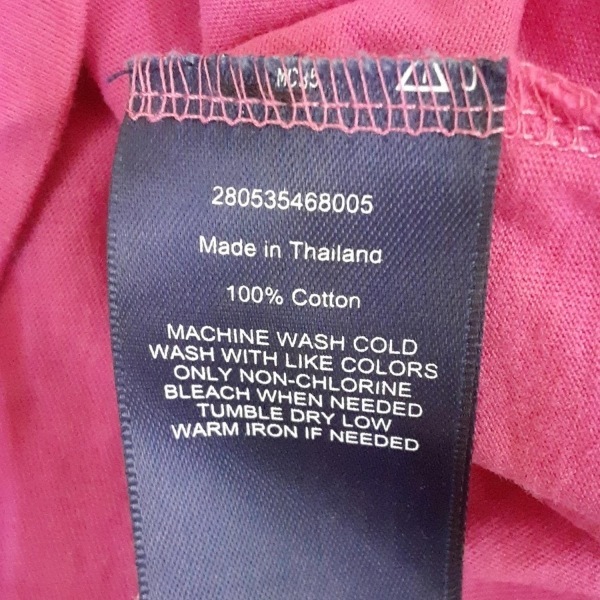 280535468005
Made in Thailand
100% Cotton
MACHINE WASH COLD
WASH WITH LIKE COLORS
ONLY NON-CHLORINE
BLEACH WHEN NEEDED
TUMBLE DRY LOW
WARM IRON IF NEEDED